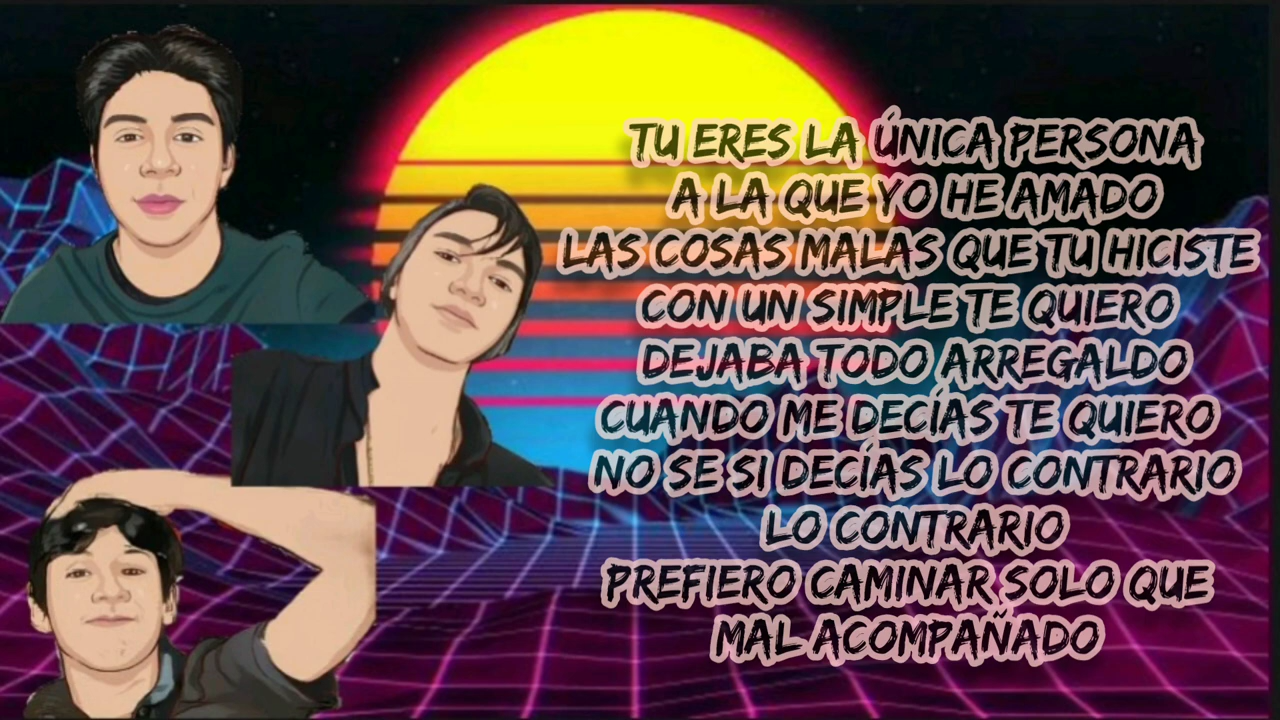 TU ERES LA ÚNICA PERSONA
A LA QUE YO HE AMADO
LAS COSAS MALAS QUE TU HICISTE
CON UN SIMPLE TE QUIERO
DEJABA TODO ARREGALDO
CUANDO ME DECÍAS TE QUIERO
NO SE SI DECÍAS LO CONTRARIO
LO CONTRARIO
PREFIERO CAMINAR SOLO QUE
MAL ACOMPAÑADO